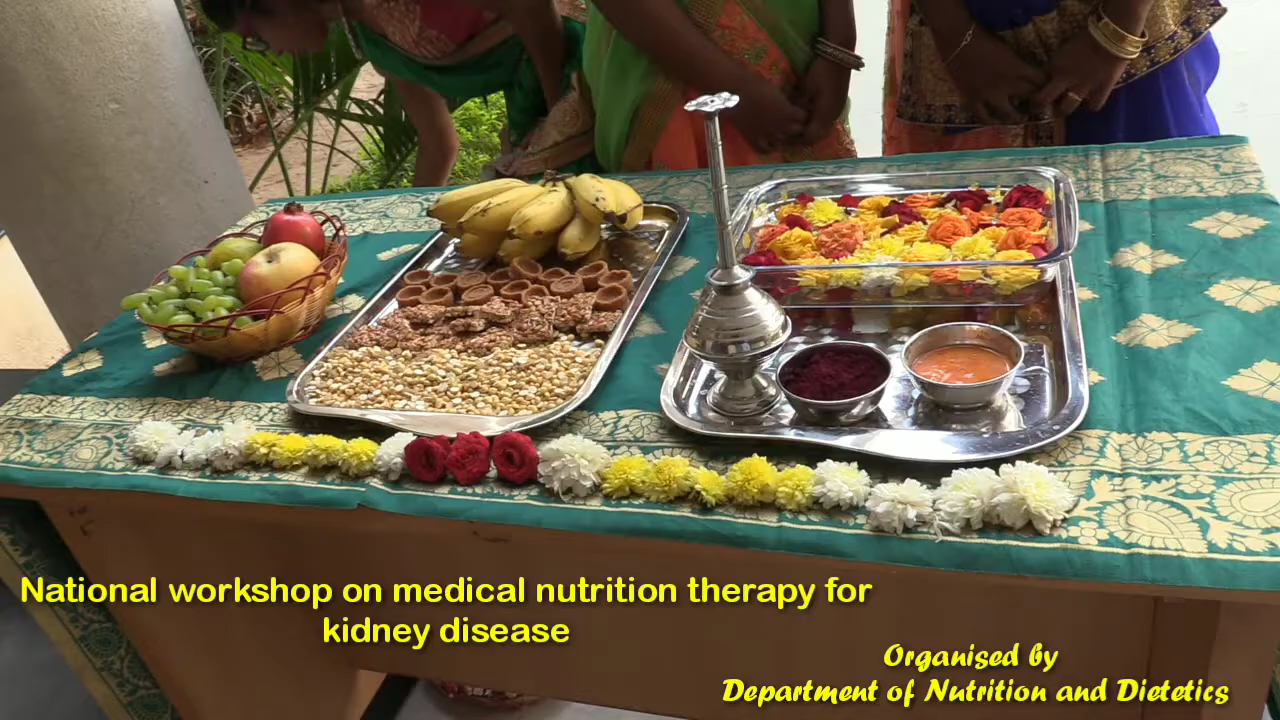 National workshop on medical nutrition therapy for
kidney disease
Organised by
Department of Nutrition and Dietetics